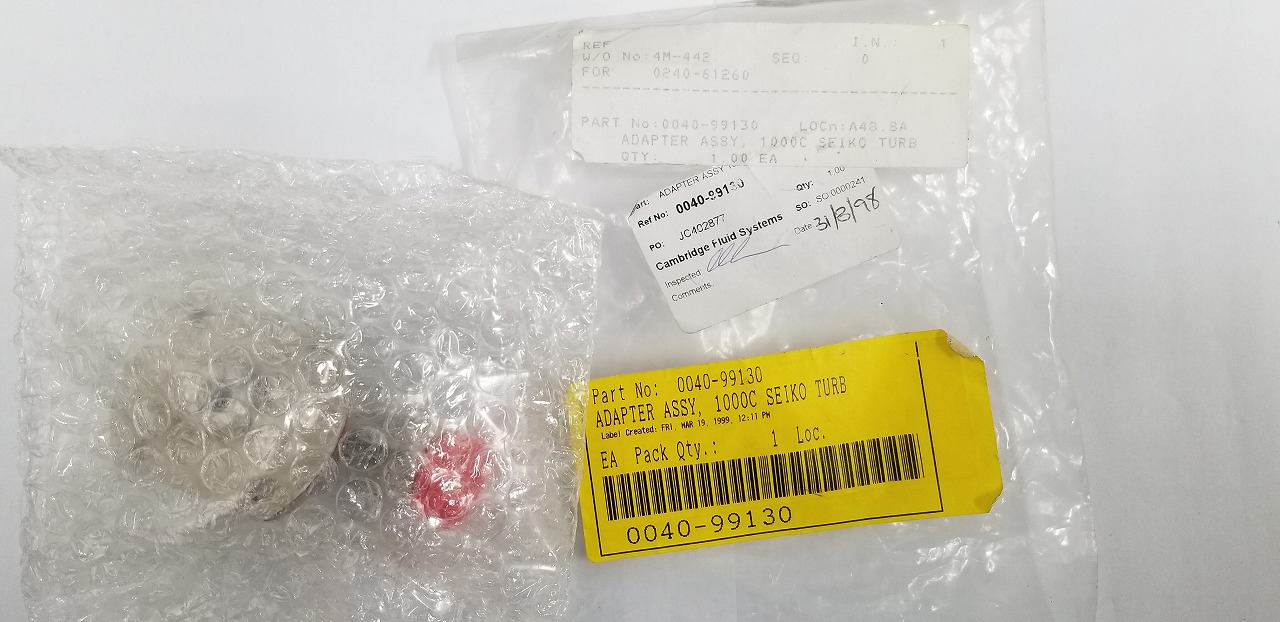 REF I.N.: 1
W/O No:4M-442 SEQ: 0
FOR 0240-61260
PART No:0040-99130 LOCn:A48.8A
ADAPTER ASSY, 1000C SEIKO TURB
QTY: 1.00 EA
art: ADAPTER ASSY
Qty: 1.00
Ref No: 0040-99130
SO: SO 0000241
PO: JC402877
Date 31/3/98
Cambridge Fluid Systems
Inspected
Comments
Part No: 0040-99130
ADAPTER ASSY, 1000C SEIKO TURB
Label Created: FRI, MAR 19, 1999, 12:11 PM
EA Pack Qty.: 1 Loc.
0040-99130